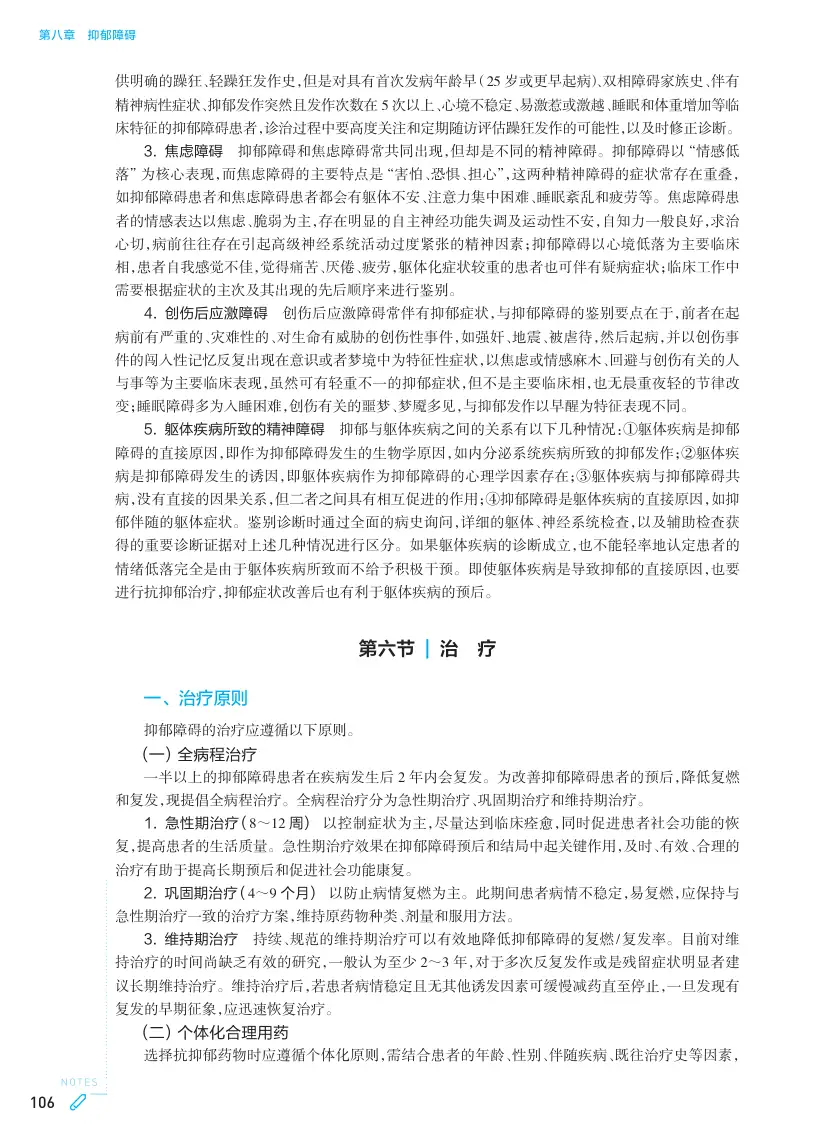 第八章 抑郁障碍
供明确的躁狂、轻躁狂发作史，但是对具有首次发病年龄早（25 岁或更早起病）、双相障碍家族史、伴有
精神病性症状、抑郁发作突然且发作次数在 5 次以上、心境不稳定、易激惹或激越、睡眠和体重增加等临
床特征的抑郁障碍患者，诊治过程中要高度关注和定期随访评估躁狂发作的可能性，以及时修正诊断。
3. 焦虑障碍 抑郁障碍和焦虑障碍常共同出现，但却是不同的精神障碍。抑郁障碍以 “情感低
落” 为核心表现，而焦虑障碍的主要特点是 “害怕、恐惧、担心”，这两种精神障碍的症状常存在重叠，
如抑郁障碍患者和焦虑障碍患者都会有躯体不安、注意力集中困难、睡眠紊乱和疲劳等。焦虑障碍患
者的情感表达以焦虑、脆弱为主，存在明显的自主神经功能失调及运动性不安，自知力一般良好，求治
心切，病前往往存在引起高级神经系统活动过度紧张的精神因素；抑郁障碍以心境低落为主要临床
相，患者自我感觉不佳，觉得痛苦、厌倦、疲劳，躯体化症状较重的患者也可伴有疑病症状；临床工作中
需要根据症状的主次及其出现的先后顺序来进行鉴别。
4. 创伤后应激障碍 创伤后应激障碍常伴有抑郁症状，与抑郁障碍的鉴别要点在于，前者在起
病前有严重的、灾难性的、对生命有威胁的创伤性事件，如强奸、地震、被虐待，然后起病，并以创伤事
件的闯入性记忆反复出现在意识或者梦境中为特征性症状，以焦虑或情感麻木、回避与创伤有关的人
与事等为主要临床表现，虽然可有轻重不一的抑郁症状，但不是主要临床相，也无晨重夜轻的节律改
变；睡眠障碍多为入睡困难，创伤有关的噩梦、梦魇多见，与抑郁发作以早醒为特征表现不同。
5. 躯体疾病所致的精神障碍 抑郁与躯体疾病之间的关系有以下几种情况：①躯体疾病是抑郁
障碍的直接原因，即作为抑郁障碍发生的生物学原因，如内分泌系统疾病所致的抑郁发作；②躯体疾
病是抑郁障碍发生的诱因，即躯体疾病作为抑郁障碍的心理学因素存在；③躯体疾病与抑郁障碍共
病，没有直接的因果关系，但二者之间具有相互促进的作用；④抑郁障碍是躯体疾病的直接原因，如抑
郁伴随的躯体症状。鉴别诊断时通过全面的病史询问，详细的躯体、神经系统检查，以及辅助检查获
得的重要诊断证据对上述几种情况进行区分。如果躯体疾病的诊断成立，也不能轻率地认定患者的
情绪低落完全是由于躯体疾病所致而不给予积极干预。即使躯体疾病是导致抑郁的直接原因，也要
进行抗抑郁治疗，抑郁症状改善后也有利于躯体疾病的预后。
第六节 | 治 疗
一、治疗原则
抑郁障碍的治疗应遵循以下原则。
（一）全病程治疗
一半以上的抑郁障碍患者在疾病发生后 2 年内会复发。为改善抑郁障碍患者的预后，降低复燃
和复发，现提倡全病程治疗。全病程治疗分为急性期治疗、巩固期治疗和维持期治疗。
1. 急性期治疗（8～12 周） 以控制症状为主，尽量达到临床痊愈，同时促进患者社会功能的恢
复，提高患者的生活质量。急性期治疗效果在抑郁障碍预后和结局中起关键作用，及时、有效、合理的
治疗有助于提高长期预后和促进社会功能康复。
2. 巩固期治疗（4～9 个月） 以防止病情复燃为主。此期间患者病情不稳定，易复燃，应保持与
急性期治疗一致的治疗方案，维持原药物种类、剂量和服用方法。
3. 维持期治疗 持续、规范的维持期治疗可以有效地降低抑郁障碍的复燃/复发率。目前对维
持治疗的时间尚缺乏有效的研究，一般认为至少 2～3 年，对于多次反复发作或是残留症状明显者建
议长期维持治疗。维持治疗后，若患者病情稳定且无其他诱发因素可缓慢减药直至停止，一旦发现有
复发的早期征象，应迅速恢复治疗。
（二）个体化合理用药
选择抗抑郁药物时应遵循个体化原则，需结合患者的年龄、性别、伴随疾病、既往治疗史等因素，
NOTES
106